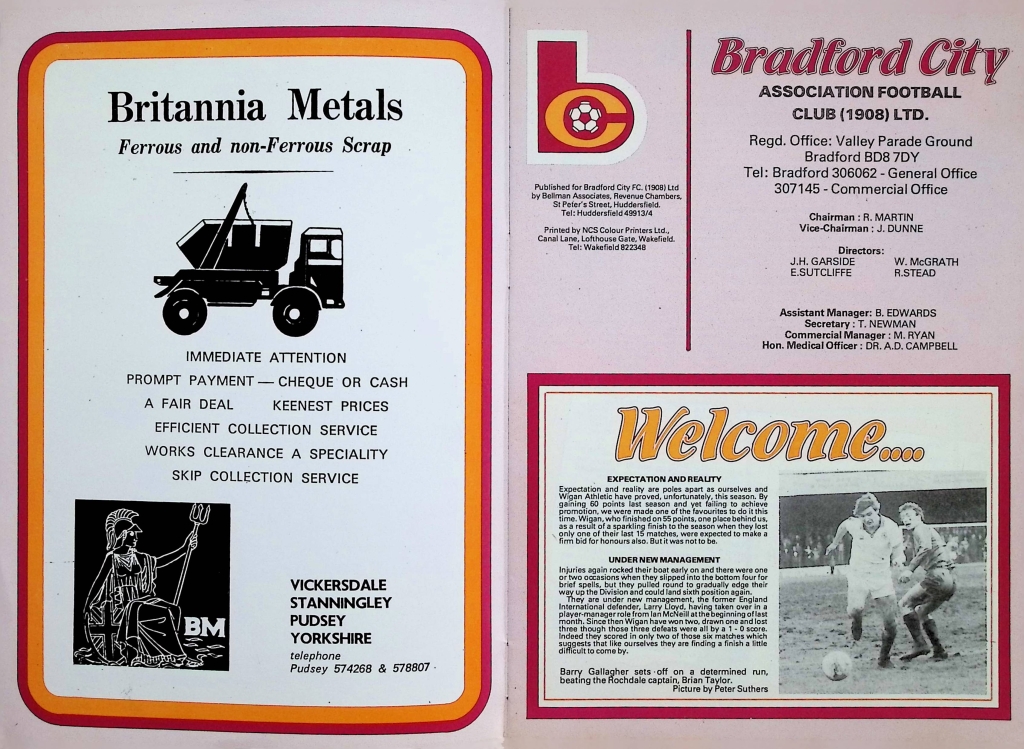 Britannia Metals
Ferrous and non-Ferrous Scrap
IMMEDIATE ATTENTION
PROMPT PAYMENT — CHEQUE OR CASH
A FAIR DEAL KEENEST PRICES
EFFICIENT COLLECTION SERVICE
WORKS CLEARANCE A SPECIALITY
SKIP COLLECTION SERVICE
BM
VICKERSDALE
STANNINGLEY
PUDSEY
YORKSHIRE
telephone
Pudsey 574268 & 578807
bc
Published for Bradford City FC. (1908) Ltd
by Bellman Associates, Revenue Chambers,
St Peter's Street, Huddersfield.
Tel: Huddersfield 49913/4
Printed by NCS Colour Printers Ltd.,
Canal Lane, Lofthouse Gate, Wakefield.
Tel: Wakefield 822348
Bradford City
ASSOCIATION FOOTBALL
CLUB (1908) LTD.
Regd. Office: Valley Parade Ground
Bradford BD8 7DY
Tel: Bradford 306062 - General Office
307145 - Commercial Office
Chairman : R. MARTIN
Vice-Chairman : J. DUNNE
Directors:
J.H. GARSIDE W. McGRATH
E.SUTCLIFFE R.STEAD
Assistant Manager: B. EDWARDS
Secretary : T. NEWMAN
Commercial Manager : M. RYAN
Hon. Medical Officer : DR. A.D. CAMPBELL
Welcome....
EXPECTATION AND REALITY
Expectation and reality are poles apart as ourselves and
Wigan Athletic have proved, unfortunately, this season. By
gaining 60 points last season and yet failing to achieve
promotion, we were made one of the favourites to do it this
time. Wigan, who finished on 55 points, one place behind us,
as a result of a sparkling finish to the season when they lost
only one of their last 15 matches, were expected to make a
firm bid for honours also. But it was not to be.
UNDER NEW MANAGEMENT
Injuries again rocked their boat early on and there were one
or two occasions when they slipped into the bottom four for
brief spells, but they pulled round to gradually edge their
way up the Division and could land sixth position again.
They are under new management, the former England
International defender, Larry Lloyd, having taken over in a
player-manager role from Ian McNeill at the beginning of last
month. Since then Wigan have won two, drawn one and lost
three though those three defeats were all by a 1 - 0 score.
Indeed they scored in only two of those six matches which
suggests that like ourselves they are finding a finish a little
difficult to come by.
Barry Gallagher sets off on a determined run,
beating the Rochdale captain, Brian Taylor.
Picture by Peter Suthers